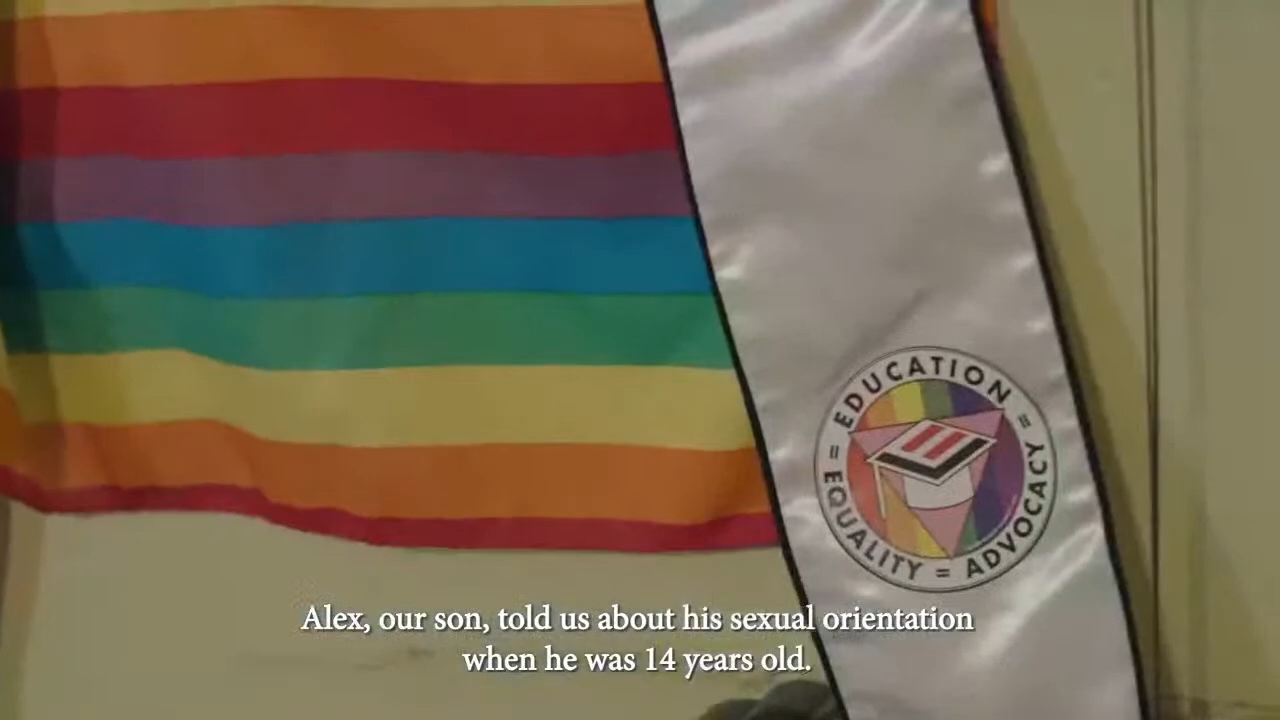 = EDUCATION = ADVOCACY = EQUALITY
Alex, our son, told us about his sexual orientation
when he was 14 years old.